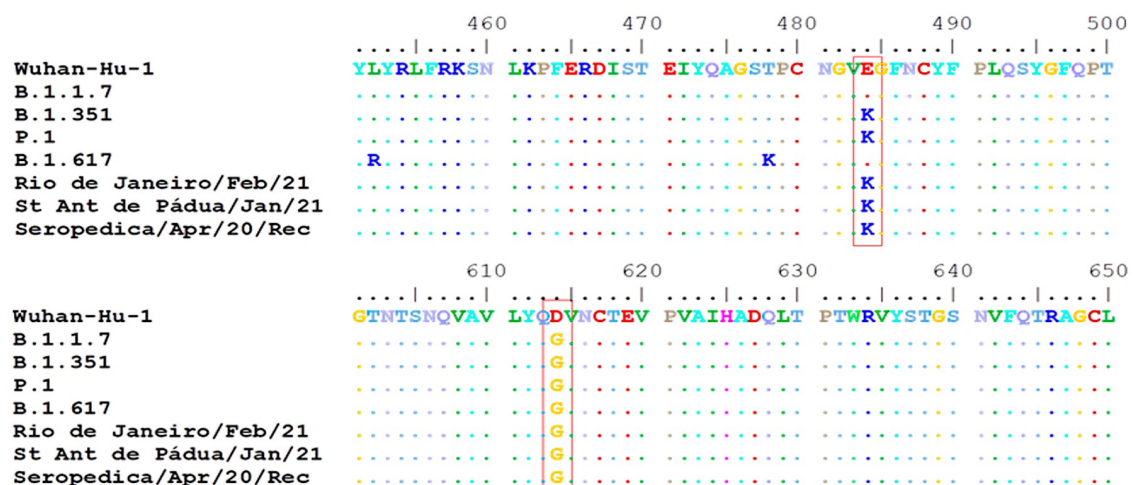 460 470 480 490 500
....|....| ....|....| ....|....| ....|....| ....|....|
Wuhan-Hu-1 YLYRLFRKSN LKPFERDIST EIYQAGSTPC NGVEGFNCYF PLQSYGFQPT
B.1.1.7 .......... .......... .......... .......... ..........
B.1.351 .......... .......... .......... ...K...... ..........
P.1 .......... .......... .......... ...K...... ..........
B.1.617 .R........ .......... .......K.. .......... ..........
Rio de Janeiro/Feb/21 .......... .......... .......... ...K...... ..........
St Ant de Pádua/Jan/21 .......... .......... .......... ...K...... ..........
Seropedica/Apr/20/Rec .......... .......... .......... ...K...... ..........
610 620 630 640 650
....|....| ....|....| ....|....| ....|....| ....|....|
Wuhan-Hu-1 GTNTSNQVAV LYQDVNCTEV PVAIHADQLT PTWRVYSTGS NVFQTRAGCL
B.1.1.7 .......... ...G...... .......... .......... ..........
B.1.351 .......... ...G...... .......... .......... ..........
P.1 .......... ...G...... .......... .......... ..........
B.1.617 .......... ...G...... .......... .......... ..........
Rio de Janeiro/Feb/21 .......... ...G...... .......... .......... ..........
St Ant de Pádua/Jan/21 .......... ...G...... .......... .......... ..........
Seropedica/Apr/20/Rec .......... ...G...... .......... .......... ..........